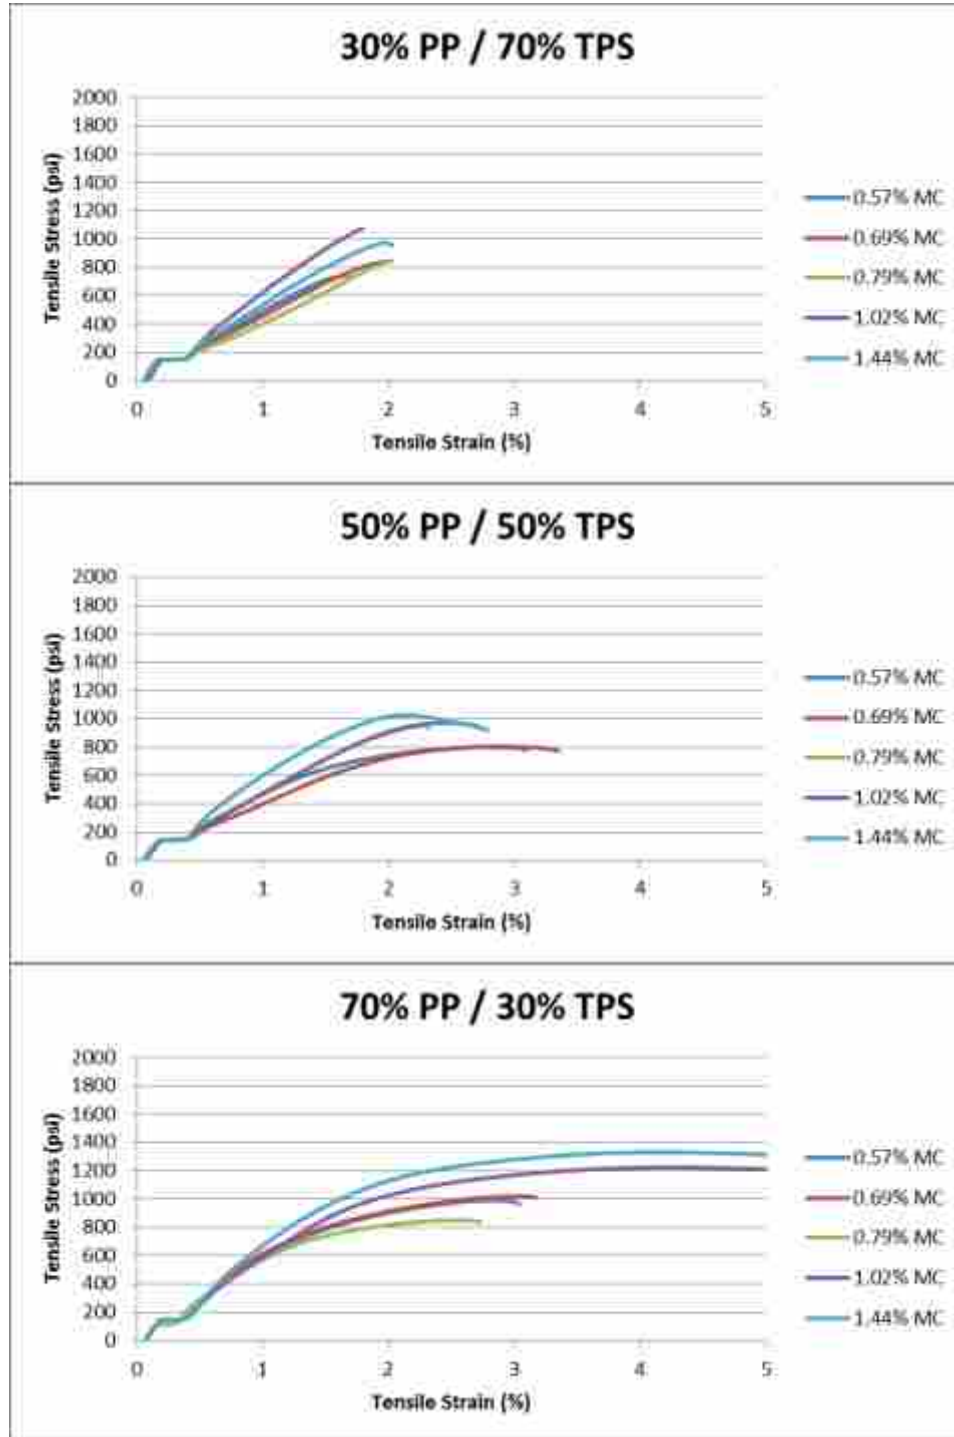 30% PP / 70% TPS
Tensile Stress (psi)
2000
1800
1600
1400
1200
1000
800
600
400
200
0
0 1 2 3 4 5
Tensile Strain (%)
0.57% MC
0.69% MC
0.79% MC
1.02% MC
1.44% MC
50% PP / 50% TPS
Tensile Stress (psi)
2000
1800
1600
1400
1200
1000
800
600
400
200
0
0 1 2 3 4 5
Tensile Strain (%)
0.57% MC
0.69% MC
0.79% MC
1.02% MC
1.44% MC
70% PP / 30% TPS
Tensile Stress (psi)
2000
1800
1600
1400
1200
1000
800
600
400
200
0
0 1 2 3 4 5
Tensile Strain (%)
0.57% MC
0.69% MC
0.79% MC
1.02% MC
1.44% MC